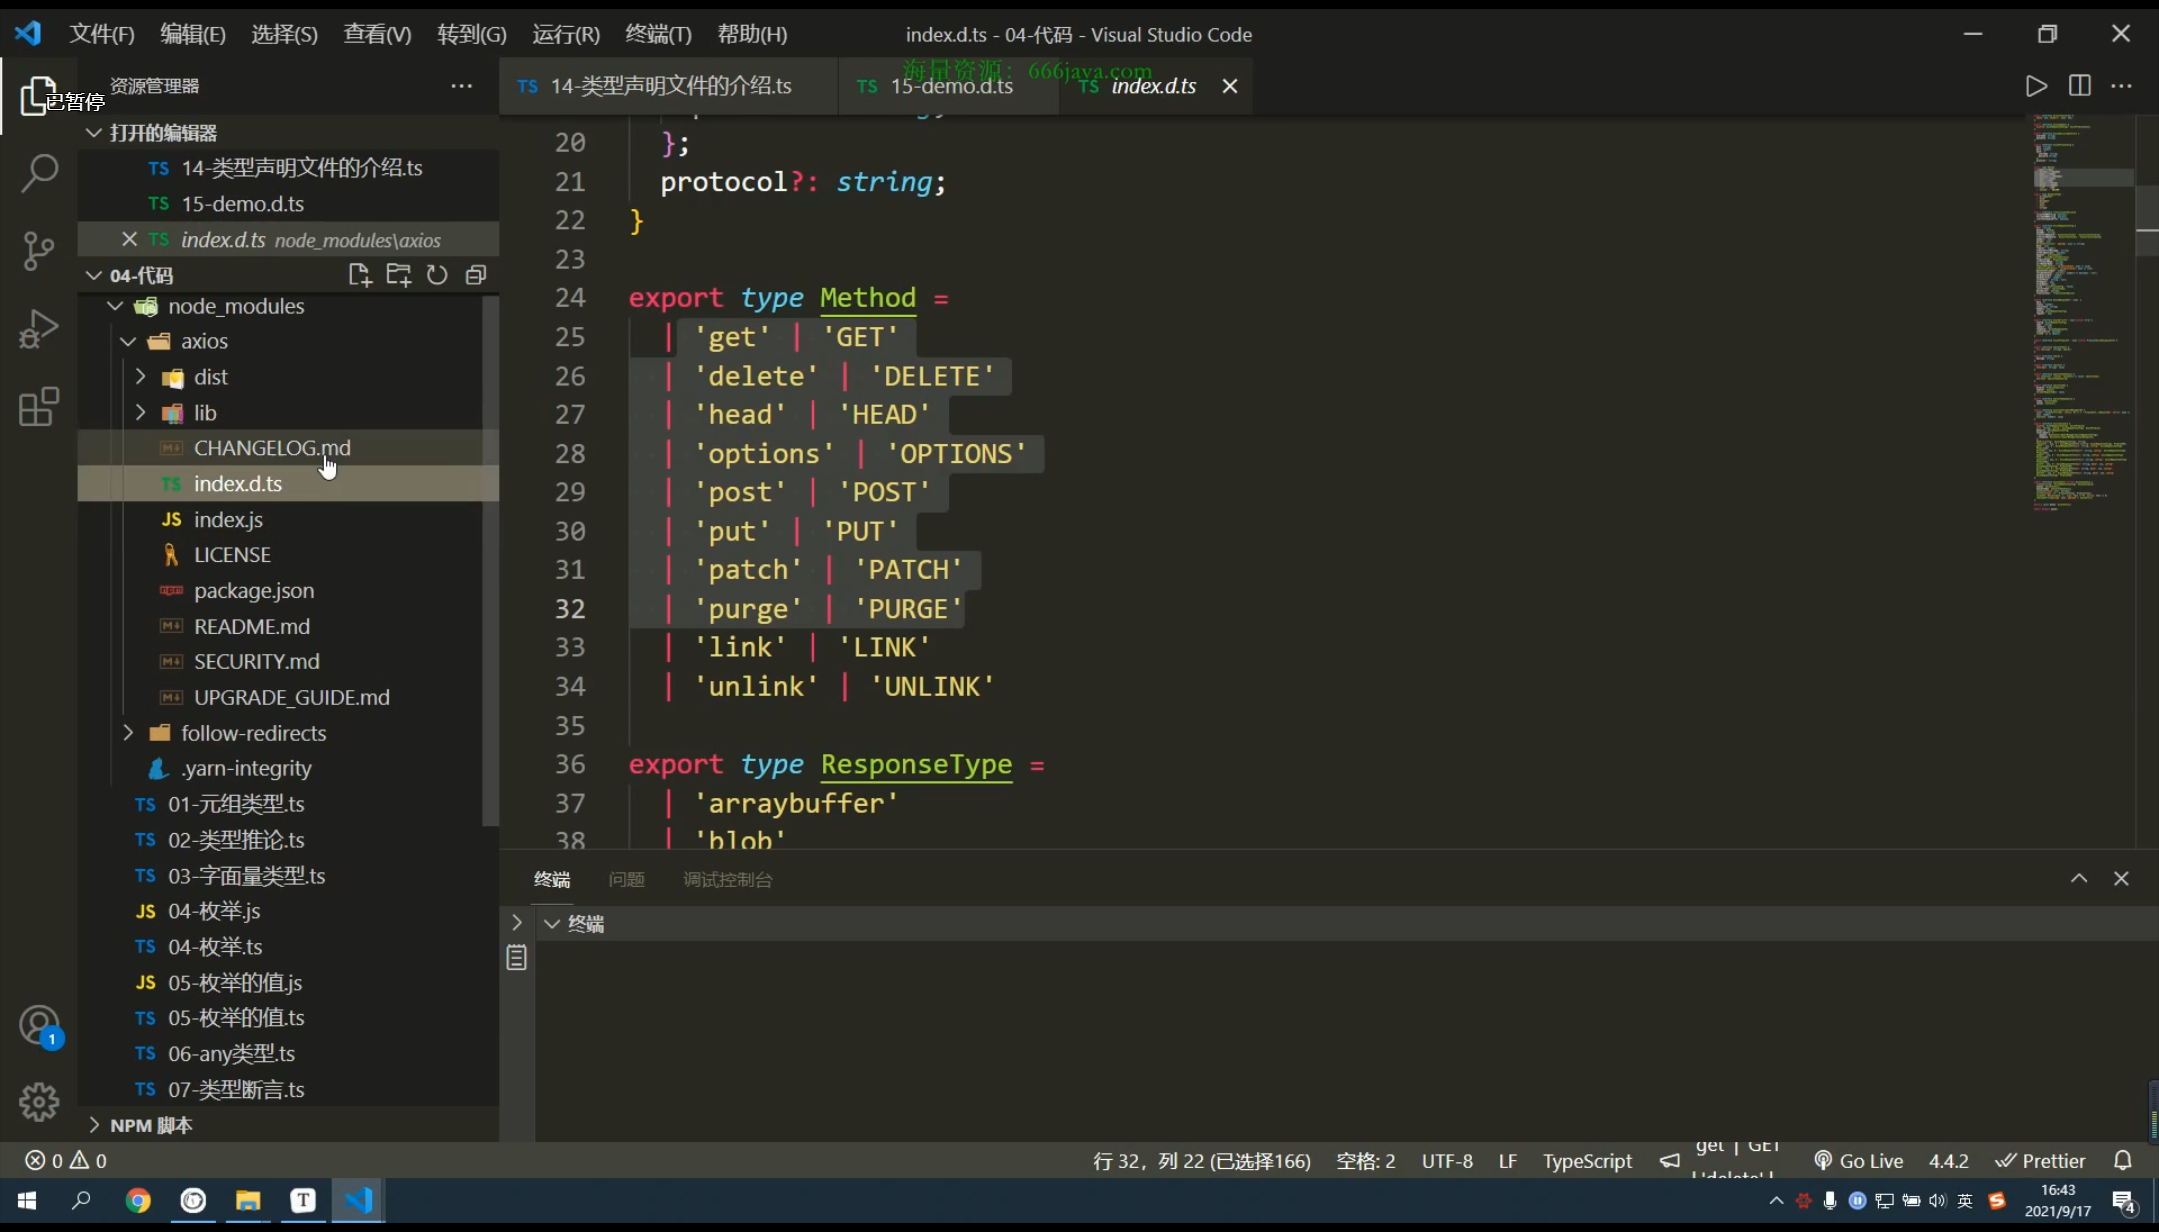 文件(F) 编辑(E) 选择(S) 查看(V) 转到(G) 运行(R) 终端(T) 帮助(H) index.d.ts - 04-代码 - Visual Studio Code
海量资源：666java.com
已暂停
资源管理器
TS 14-类型声明文件的介绍.ts TS 15-demo.d.ts TS index.d.ts
打开的编辑器
TS 14-类型声明文件的介绍.ts
TS 15-demo.d.ts
TS index.d.ts node_modules\axios
04-代码
node_modules
axios
dist
lib
CHANGELOG.md
TS index.d.ts
JS index.js
LICENSE
package.json
README.md
SECURITY.md
UPGRADE_GUIDE.md
follow-redirects
.yarn-integrity
TS 01-元组类型.ts
TS 02-类型推论.ts
TS 03-字面量类型.ts
JS 04-枚举.js
TS 04-枚举.ts
JS 05-枚举的值.js
TS 05-枚举的值.ts
TS 06-any类型.ts
TS 07-类型断言.ts
NPM 脚本
20 };
21 protocol?: string;
22 }
23
24 export type Method =
25 | 'get' | 'GET'
26 | 'delete' | 'DELETE'
27 | 'head' | 'HEAD'
28 | 'options' | 'OPTIONS'
29 | 'post' | 'POST'
30 | 'put' | 'PUT'
31 | 'patch' | 'PATCH'
32 | 'purge' | 'PURGE'
33 | 'link' | 'LINK'
34 | 'unlink' | 'UNLINK'
35
36 export type ResponseType =
37 | 'arraybuffer'
38 | 'blob'
终端 问题 调试控制台
终端
1
0 0 行 32，列 22 (已选择166) 空格: 2 UTF-8 LF TypeScript get | GET Go Live 4.4.2 Prettier
英 16:43
2021/9/17
4